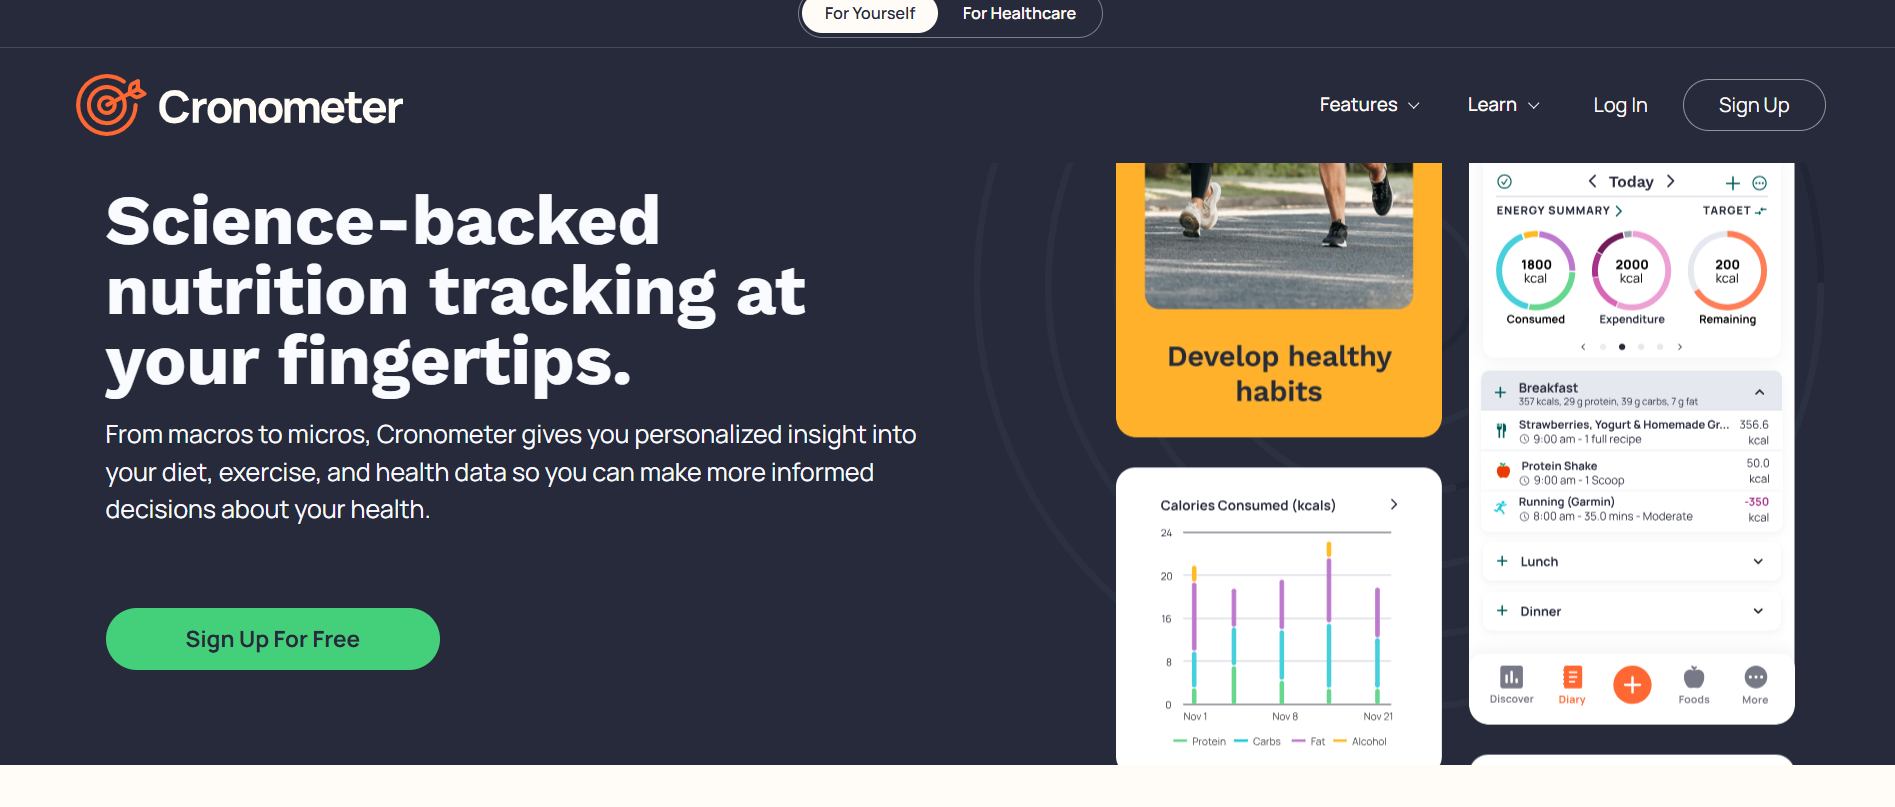 For Yourself
For Healthcare
Cronometer
Features
Learn
Log In
Sign Up
Science-backed
nutrition tracking at
your fingertips.
From macros to micros, Cronometer gives you personalized insight into
your diet, exercise, and health data so you can make more informed
decisions about your health.
Sign Up For Free
Develop healthy
habits
Calories Consumed (kcals)
24
20
16
8
0
Nov 1
Nov 8
Nov 21
Protein
Carbs
Fat
Alcohol
Today
ENERGY SUMMARY
TARGET
1800
kcal
Consumed
2000
kcal
Expenditure
200
kcal
Remaining
Breakfast
357 kcals, 29 g protein, 39 g carbs, 7 g fat
Strawberries, Yogurt & Homemade Gr...
356.6
kcal
9:00 am - 1 full recipe
Protein Shake
50.0
kcal
9:00 am - 1 Scoop
Running (Garmin)
-350
kcal
8:00 am - 35.0 mins - Moderate
Lunch
Dinner
Discover
Diary
Foods
More